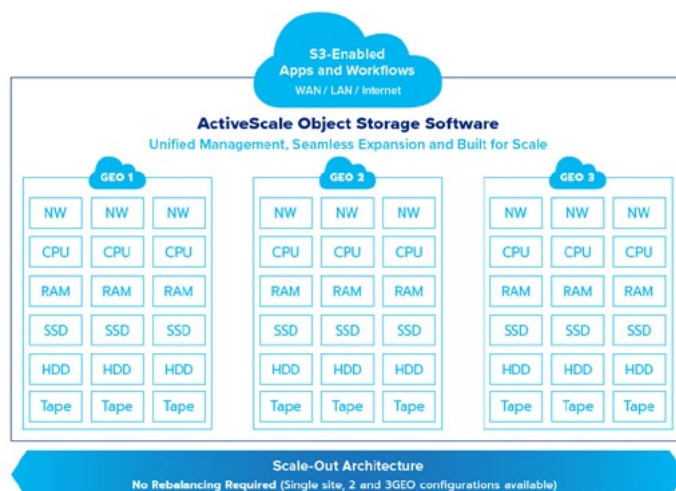 S3-Enabled
Apps and Workflows
WAN / LAN / Internet
ActiveScale Object Storage Software
Unified Management, Seamless Expansion and Built for Scale
GEO 1
GEO 2
GEO 3
NW NW NW NW NW NW NW NW NW
CPU CPU CPU CPU CPU CPU CPU CPU CPU
RAM RAM RAM RAM RAM RAM RAM RAM RAM
SSD SSD SSD SSD SSD SSD SSD SSD SSD
HDD HDD HDD HDD HDD HDD HDD HDD HDD
Tape Tape Tape Tape Tape Tape Tape Tape Tape
Scale-Out Architecture
No Rebalancing Required (Single site, 2 and 3GEO configurations available)